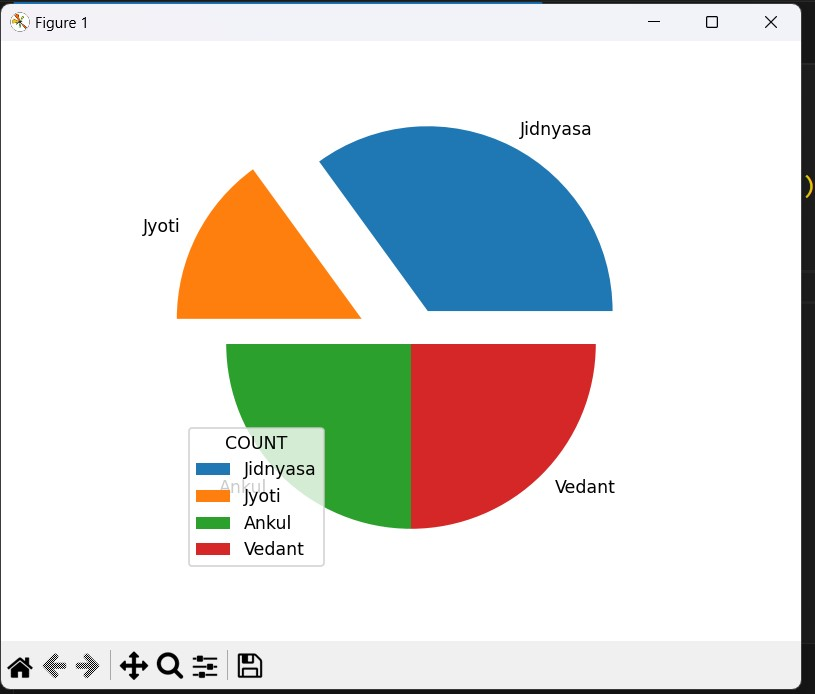 Figure 1
Jidnyasa
Jyoti
COUNT
Jidnyasa
Ankul
Jyoti
Ankul
Vedant
Vedant
)